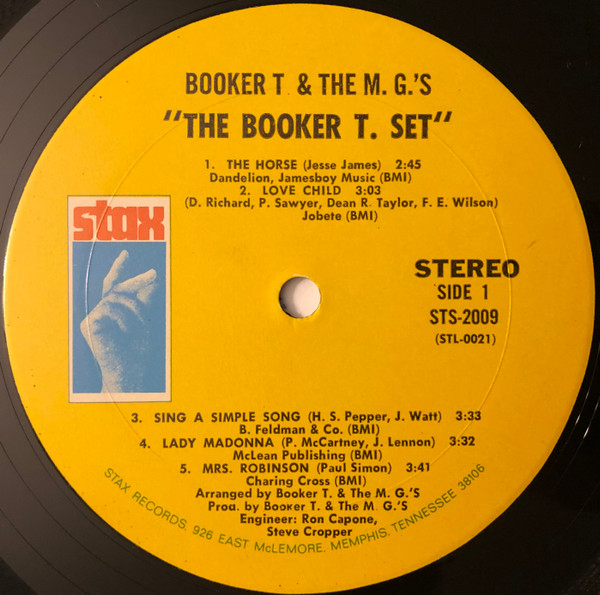 BOOKER T. & THE M. G.'S
"THE BOOKER T. SET"
1. THE HORSE (Jesse James) 2:45
Dandelion, Jamesboy Music (BMI)
2. LOVE CHILD 3:03
(D. Richard, P. Sawyer, Dean R. Taylor, F. E. Wilson)
Jobete (BMI)
stax
STEREO
SIDE 1
STS-2009
(STL-0021)
3. SING A SIMPLE SONG (H. S. Pepper, J. Watt) 3:33
B. Feldman & Co. (BMI)
4. LADY MADONNA (P. McCartney, J. Lennon) 3:32
McLean Publishing (BMI)
5. MRS. ROBINSON (Paul Simon) 3:41
Charing Cross (BMI)
Arranged by Booker T. & The M. G.'S
Prod. by Booker T. & The M. G.'S
Engineer: Ron Capone,
Steve Cropper
STAX RECORDS, 926 EAST McLEMORE, MEMPHIS, TENNESSEE 38106